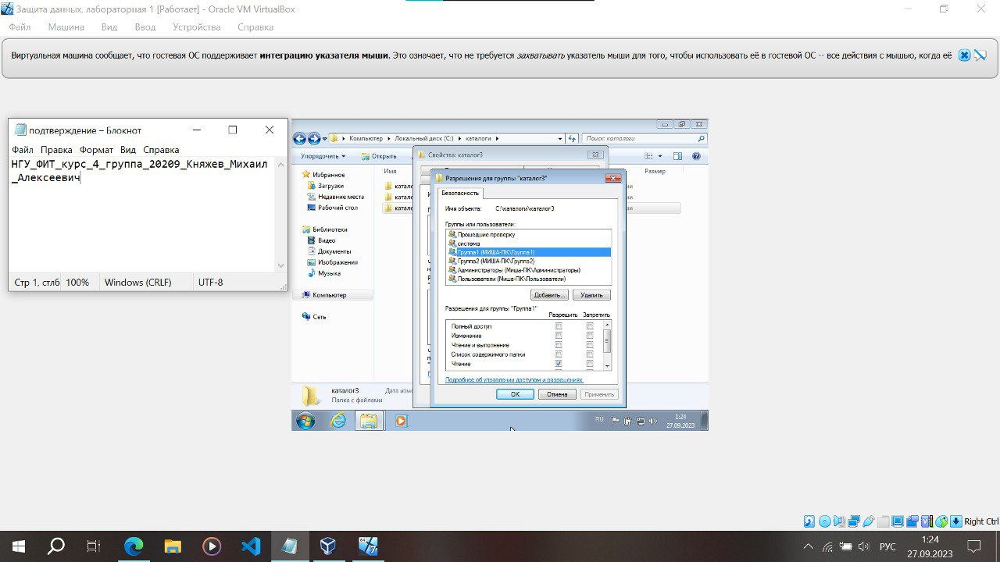 Защита данных, лабораторная 1 [Работает] - Oracle VM VirtualBox
Файл Машина Вид Ввод Устройства Справка
Виртуальная машина сообщает, что гостевая ОС поддерживает интеграцию указателя мыши. Это означает, что не требуется захватывать указатель мыши для того, чтобы использовать её в гостевой ОС -- все действия с мышью, когда её
подтверждение – Блокнот
Файл Правка Формат Вид Справка
НГУ_ФИТ_курс_4_группа_20209_Княжев_Михаил
_Алексеевич
Стр 1, стлб 100% Windows (CRLF) UTF-8
Компьютер Локальный диск (C:) каталоги
Поиск: каталоги
Упорядочить Открыть
Избранное
Загрузки
Недавние места
Рабочий стол
Библиотеки
Видео
Документы
Изображения
Музыка
Компьютер
Сеть
Имя
Размер
катало
катало
катало
Свойства: каталог3
Разрешения для группы "каталог3"
Безопасность
Имя объекта: C:\каталоги\каталог3
Группы или пользователи:
Прошедшие проверку
система
Группа1 (МИША-ПК\Группа1)
Группа2 (МИША-ПК\Группа2)
Администраторы (Миша-ПК\Администраторы)
Пользователи (Миша-ПК\Пользователи)
Добавить... Удалить
Разрешения для группы "Группа1" Разрешить Запретить
Полный доступ
Изменение
Чтение и выполнение
Список содержимого папки
Чтение
Подробнее об управлении доступом и разрешениях
ОК Отмена Применить
каталог3 Дата изме
Папка с файлами
RU 1:24
27.09.2023
Right Ctrl
РУС 1:24
27.09.2023